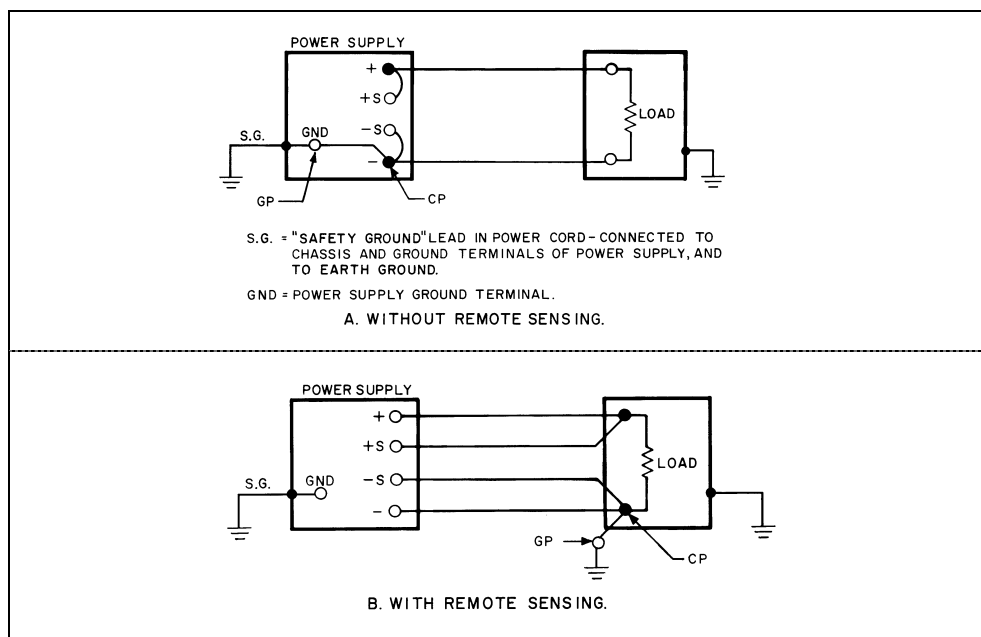 POWER SUPPLY
+
+S
-S
-
S.G.
GND
GP
CP
LOAD
S.G. = "SAFETY GROUND" LEAD IN POWER CORD - CONNECTED TO
CHASSIS AND GROUND TERMINALS OF POWER SUPPLY, AND
TO EARTH GROUND.
GND = POWER SUPPLY GROUND TERMINAL.
A. WITHOUT REMOTE SENSING.
POWER SUPPLY
+
+S
-S
-
S.G.
GND
LOAD
GP
CP
B. WITH REMOTE SENSING.